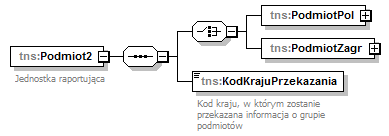 tns:PodmiotPol
tns:Podmiot2
Jednostka raportująca
tns:PodmiotZagr
tns:KodKrajuPrzekazania
Kod kraju, w którym zostanie
przekazana informacja o grupie
podmiotów